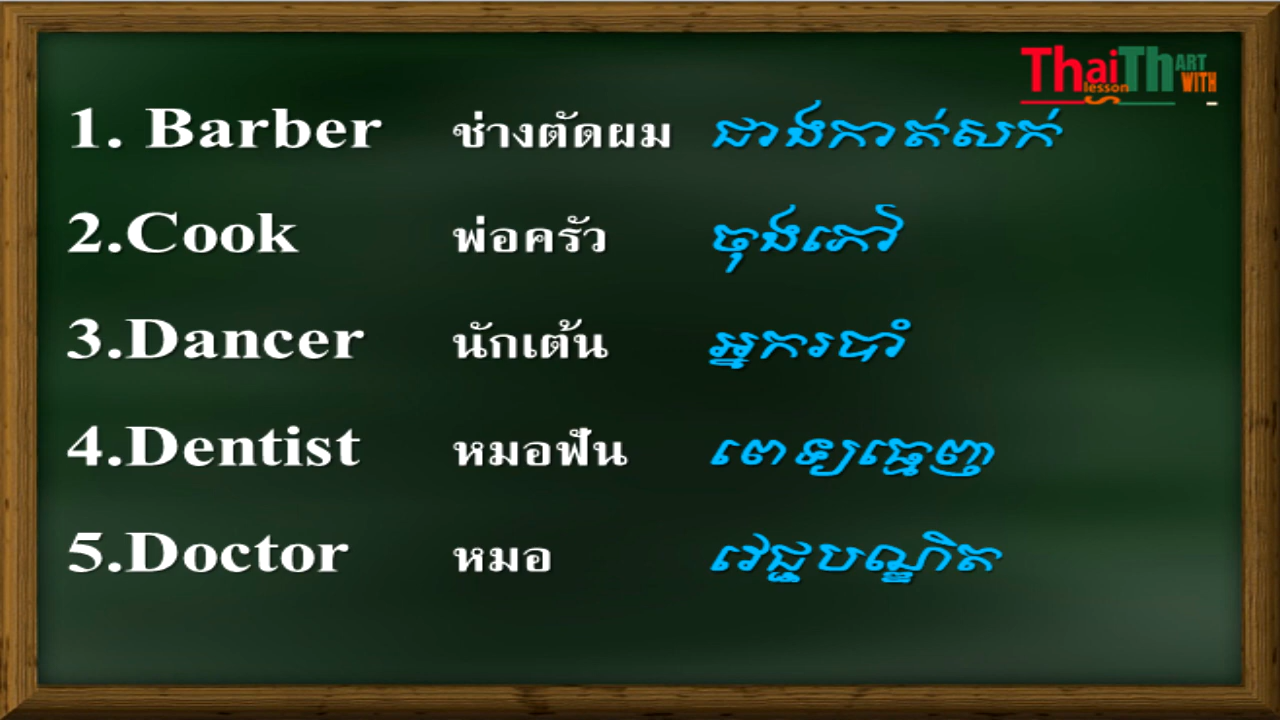 ThaiTh ART
lesson WITH
1. Barber ช่างตัดผม ជាងកាត់សក់
2.Cook พ่อครัว ចុងភៅ
3.Dancer นักเต้น អ្នករបាំ
4.Dentist หมอฟัน ពេទ្យធ្មេញ
5.Doctor หมอ វេជ្ជបណ្ឌិត